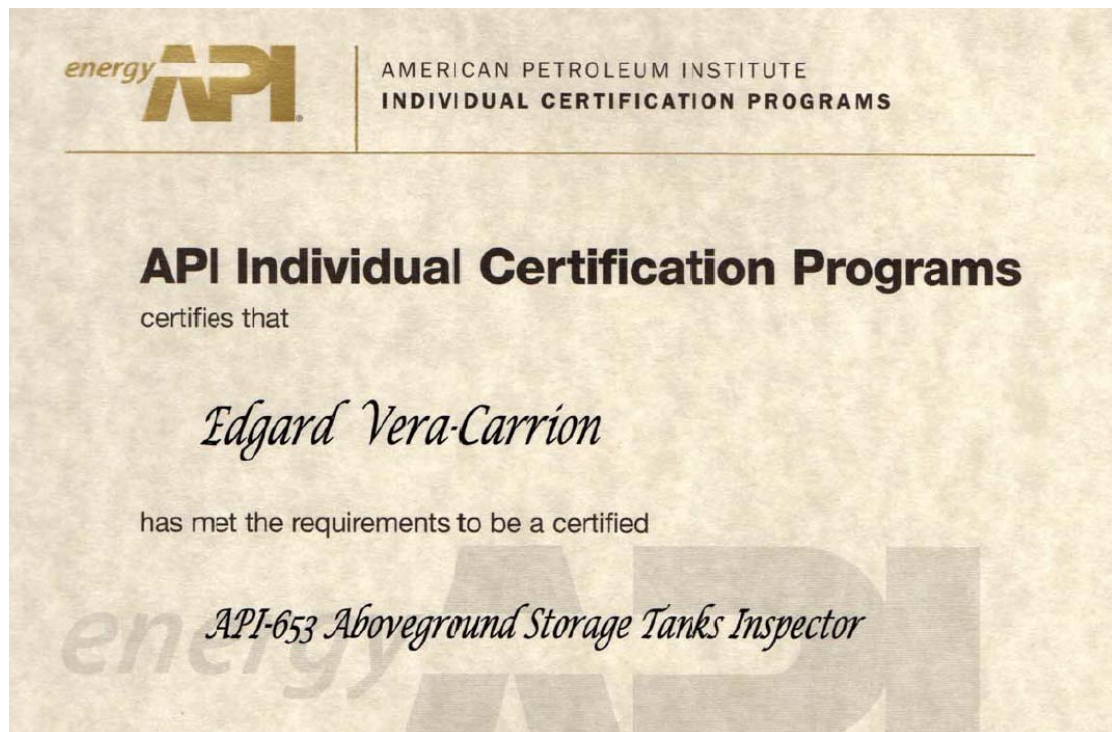 energy API
AMERICAN PETROLEUM INSTITUTE
INDIVIDUAL CERTIFICATION PROGRAMS
API Individual Certification Programs
certifies that
Edgard Vera-Carrion
has met the requirements to be a certified
API-653 Aboveground Storage Tanks Inspector
energy API